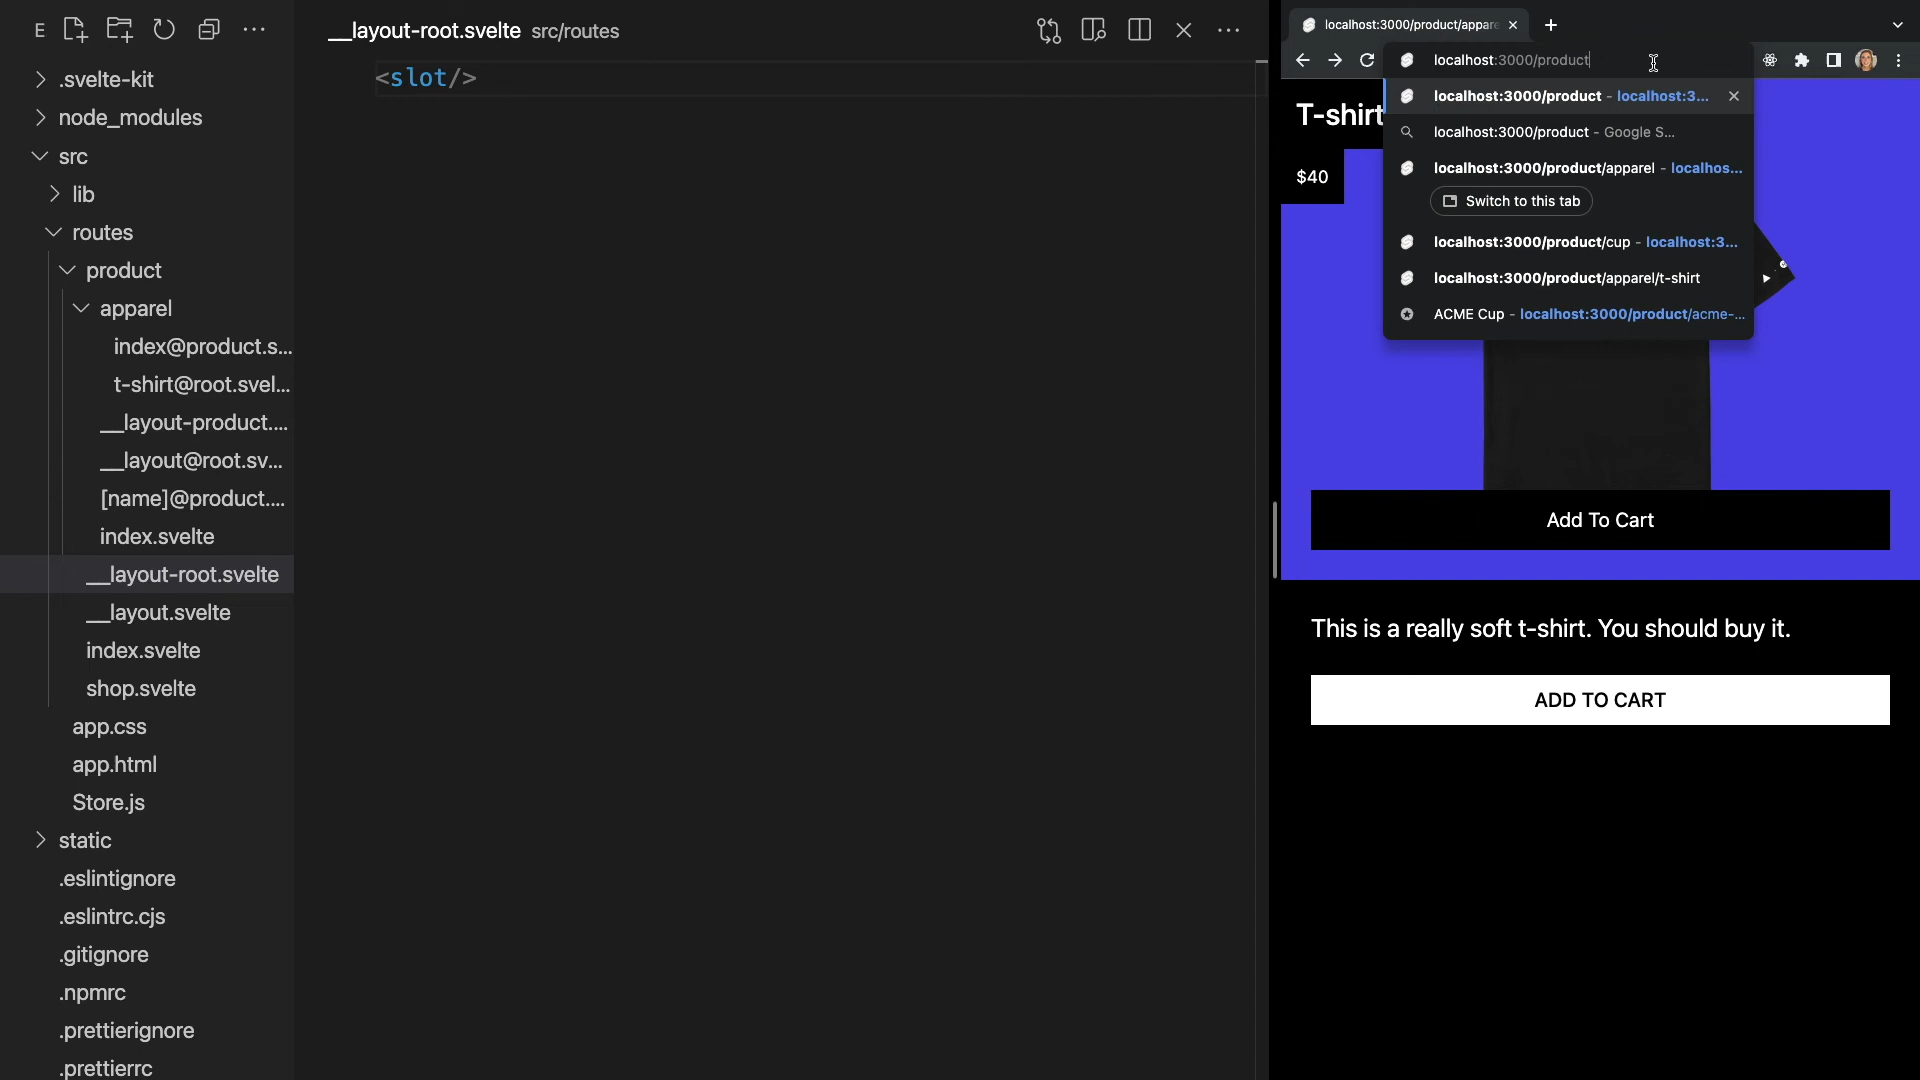 E
.svelte-kit
node_modules
src
lib
routes
product
apparel
index@product.s...
t-shirt@root.svel...
__layout-product....
__layout@root.sv...
[name]@product....
index.svelte
__layout-root.svelte
__layout.svelte
index.svelte
shop.svelte
app.css
app.html
Store.js
static
.eslintignore
.eslintrc.cjs
.gitignore
.npmrc
.prettierignore
.prettierrc
__layout-root.svelte src/routes
<slot/>
localhost:3000/product/appare
localhost:3000/product
localhost:3000/product - localhost:3...
localhost:3000/product - Google S...
localhost:3000/product/apparel - localhos...
Switch to this tab
localhost:3000/product/cup - localhost:3...
localhost:3000/product/apparel/t-shirt
ACME Cup - localhost:3000/product/acme-...
T-shirt
$40
Add To Cart
This is a really soft t-shirt. You should buy it.
ADD TO CART